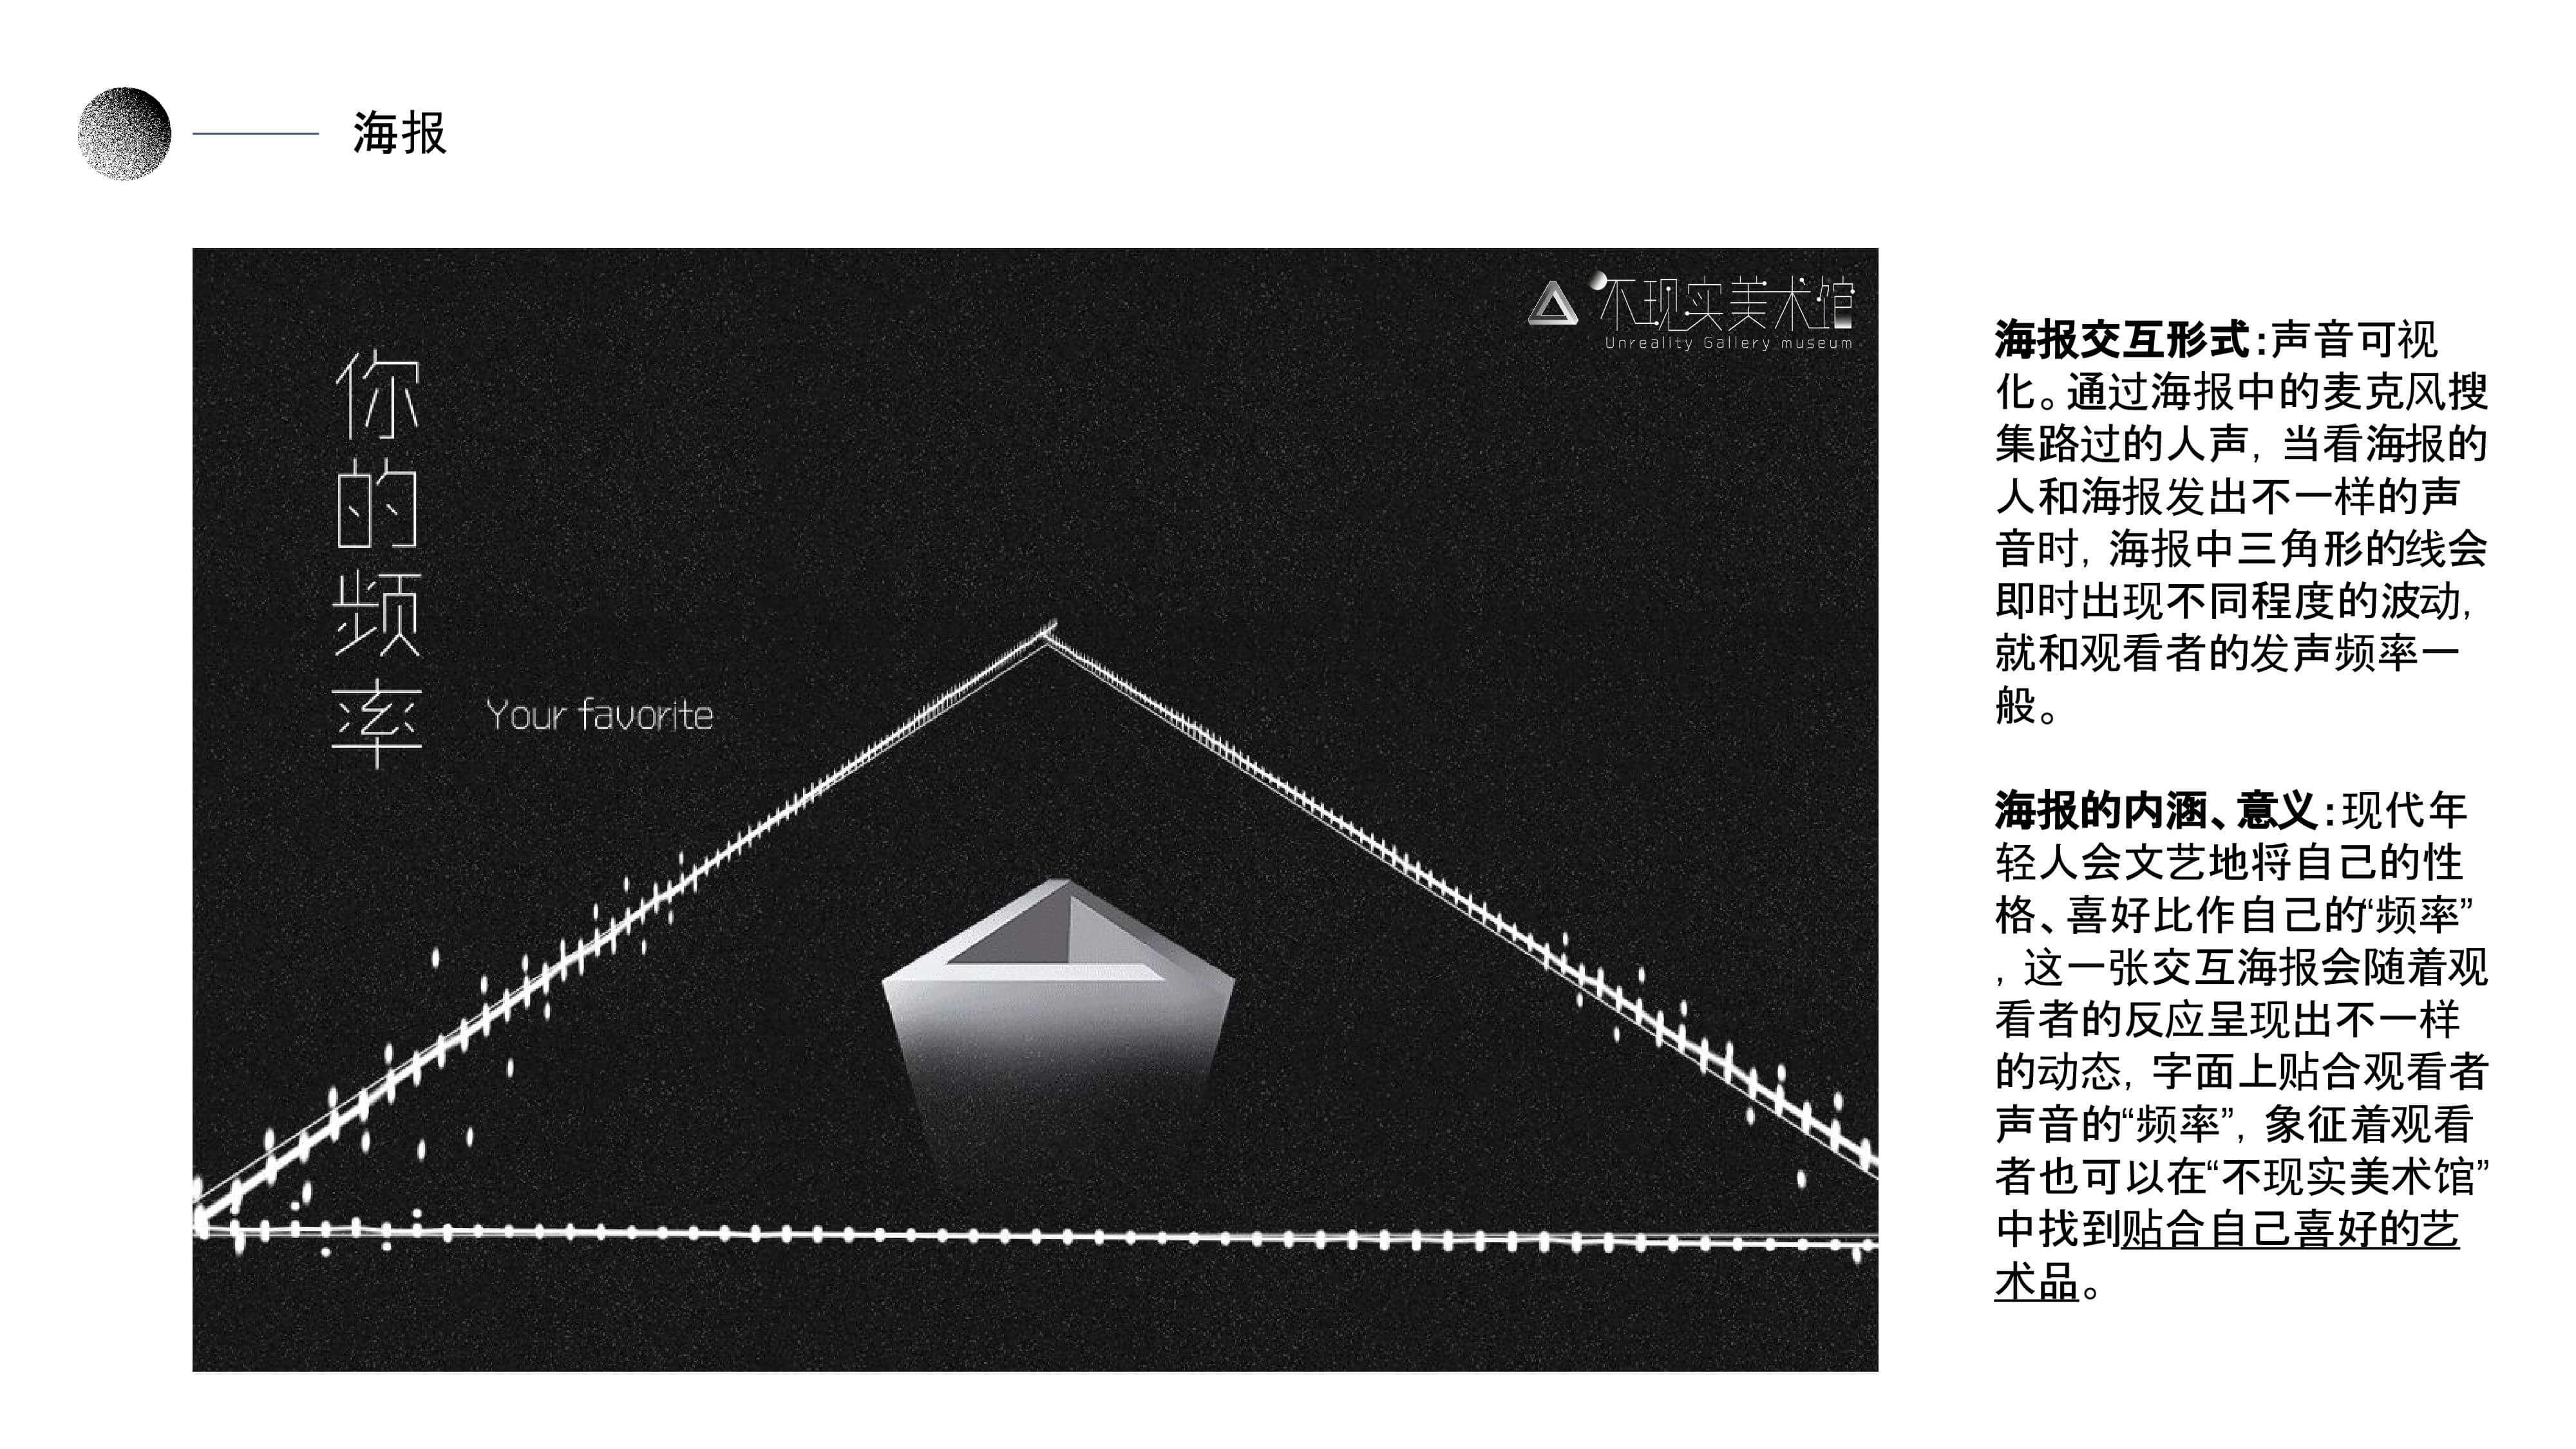 海报
不现实美术馆
Unreality Gallery museum
你的频率
Your favorite
海报交互形式：声音可视
化。通过海报中的麦克风搜
集路过的人声，当看海报的
人和海报发出不一样的声
音时，海报中三角形的线会
即时出现不同程度的波动，
就和观看者的发声频率一
般。
海报的内涵、意义：现代年
轻人会文艺地将自己的性
格、喜好比作自己的“频率”
，这一张交互海报会随着观
看者的反应呈现出不一样
的动态，字面上贴合观看者
声音的“频率”，象征着观看
者也可以在“不现实美术馆”
中找到贴合自己喜好的艺
术品。